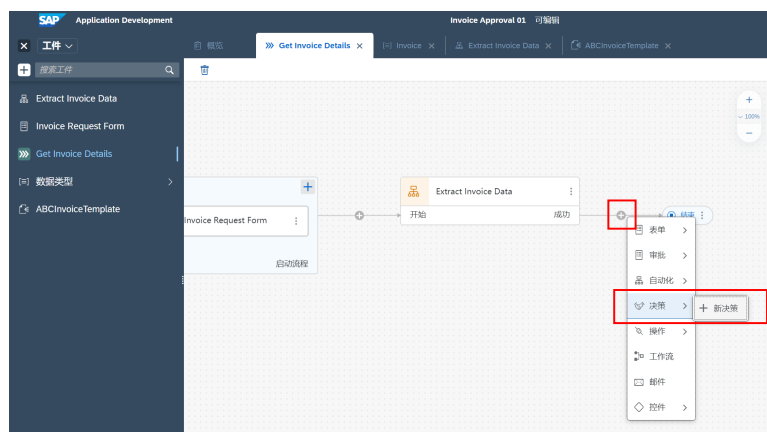 SAP Application Development
Invoice Approval 01 可编辑
工件
概览
Get Invoice Details
Invoice
Extract Invoice Data
ABCInvoiceTemplate
搜索工件
Extract Invoice Data
Invoice Request Form
Get Invoice Details
数据类型
ABCInvoiceTemplate
100%
Invoice Request Form
启动流程
Extract Invoice Data
开始 成功
结束
表单
审批
自动化
决策
新决策
操作
工作流
邮件
控件